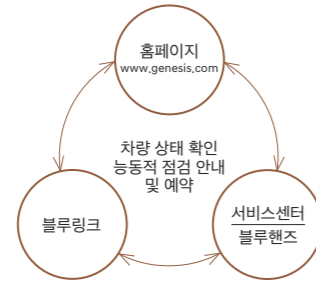 홈페이지
www.genesis.com
차량 상태 확인
능동적 점검 안내
및 예약
블루링크
서비스센터
블루핸즈